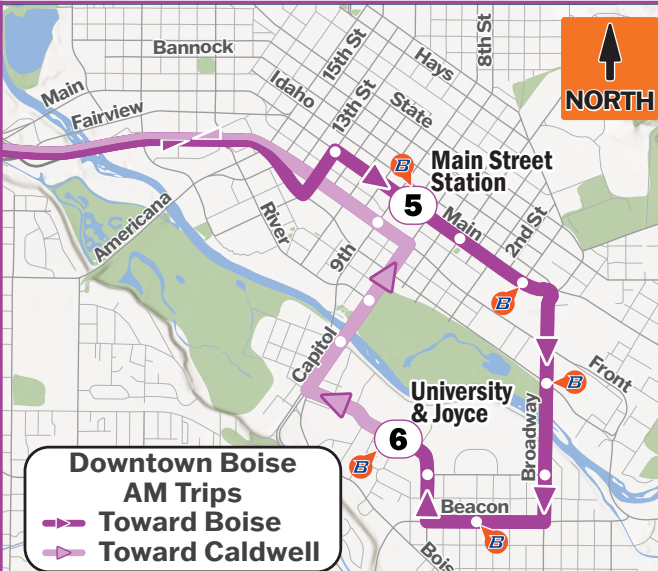 Bannock
15th St
Hays
8th St
NORTH
Main
Fairview
Idaho
13th St
State
B
Main Street
Station
5
Main
2nd St
Americana
River
9th
B
Capitol
Front
B
University
& Joyce
6
Broadway
B
Beacon
B
Bois
Downtown Boise
AM Trips
Toward Boise
Toward Caldwell